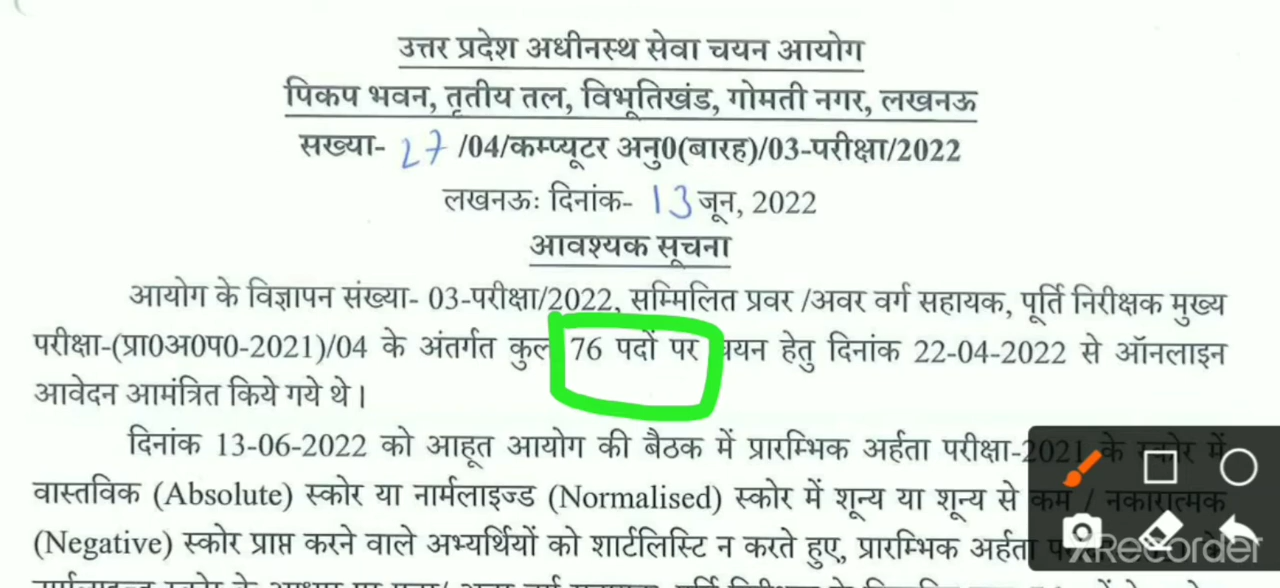 उत्तर प्रदेश अधीनस्थ सेवा चयन आयोग
पिकप भवन, तृतीय तल, विभूतिखंड, गोमती नगर, लखनऊ
सख्या- 27 /04/कम्प्यूटर अनु0(बारह)/03-परीक्षा/2022
लखनऊः दिनांक- 13 जून, 2022
आवश्यक सूचना
आयोग के विज्ञापन संख्या- 03-परीक्षा/2022, सम्मिलित प्रवर /अवर वर्ग सहायक, पूर्ति निरीक्षक मुख्य
परीक्षा-(प्रा0अ0प0-2021)/04 के अंतर्गत कुल 76 पदों पर चयन हेतु दिनांक 22-04-2022 से ऑनलाइन
आवेदन आमंत्रित किये गये थे।
दिनांक 13-06-2022 को आहूत आयोग की बैठक में प्रारम्भिक अर्हता परीक्षा-2021 के स्कोर में
वास्तविक (Absolute) स्कोर या नार्मलाइज्ड (Normalised) स्कोर में शून्य या शून्य से कम / नकारात्मक
(Negative) स्कोर प्राप्त करने वाले अभ्यर्थियों को शार्टलिस्टि न करते हुए, प्रारम्भिक अर्हता
XRecorder